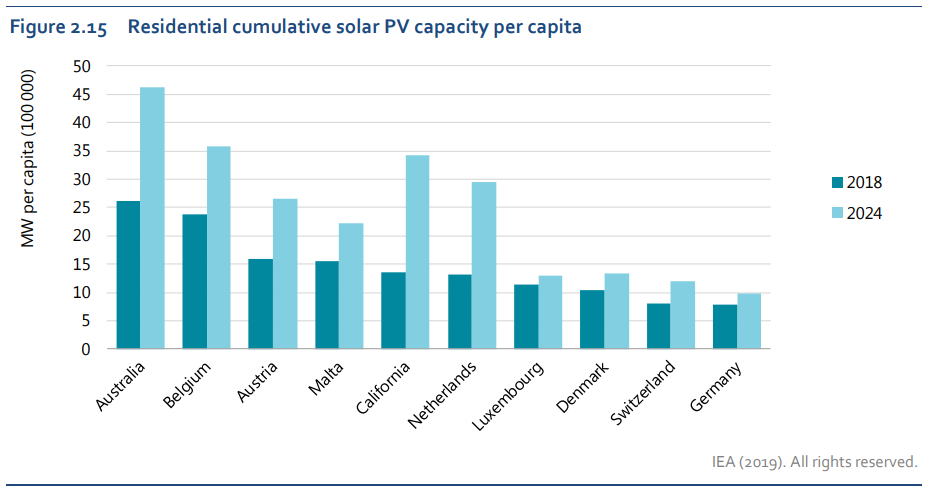 Figure 2.15 Residential cumulative solar PV capacity per capita
MW per capita (100 000)
50
45
40
35
30
25
20
15
10
5
0
Australia
Belgium
Austria
Malta
California
Netherlands
Luxembourg
Denmark
Switzerland
Germany
2018
2024
IEA (2019). All rights reserved.